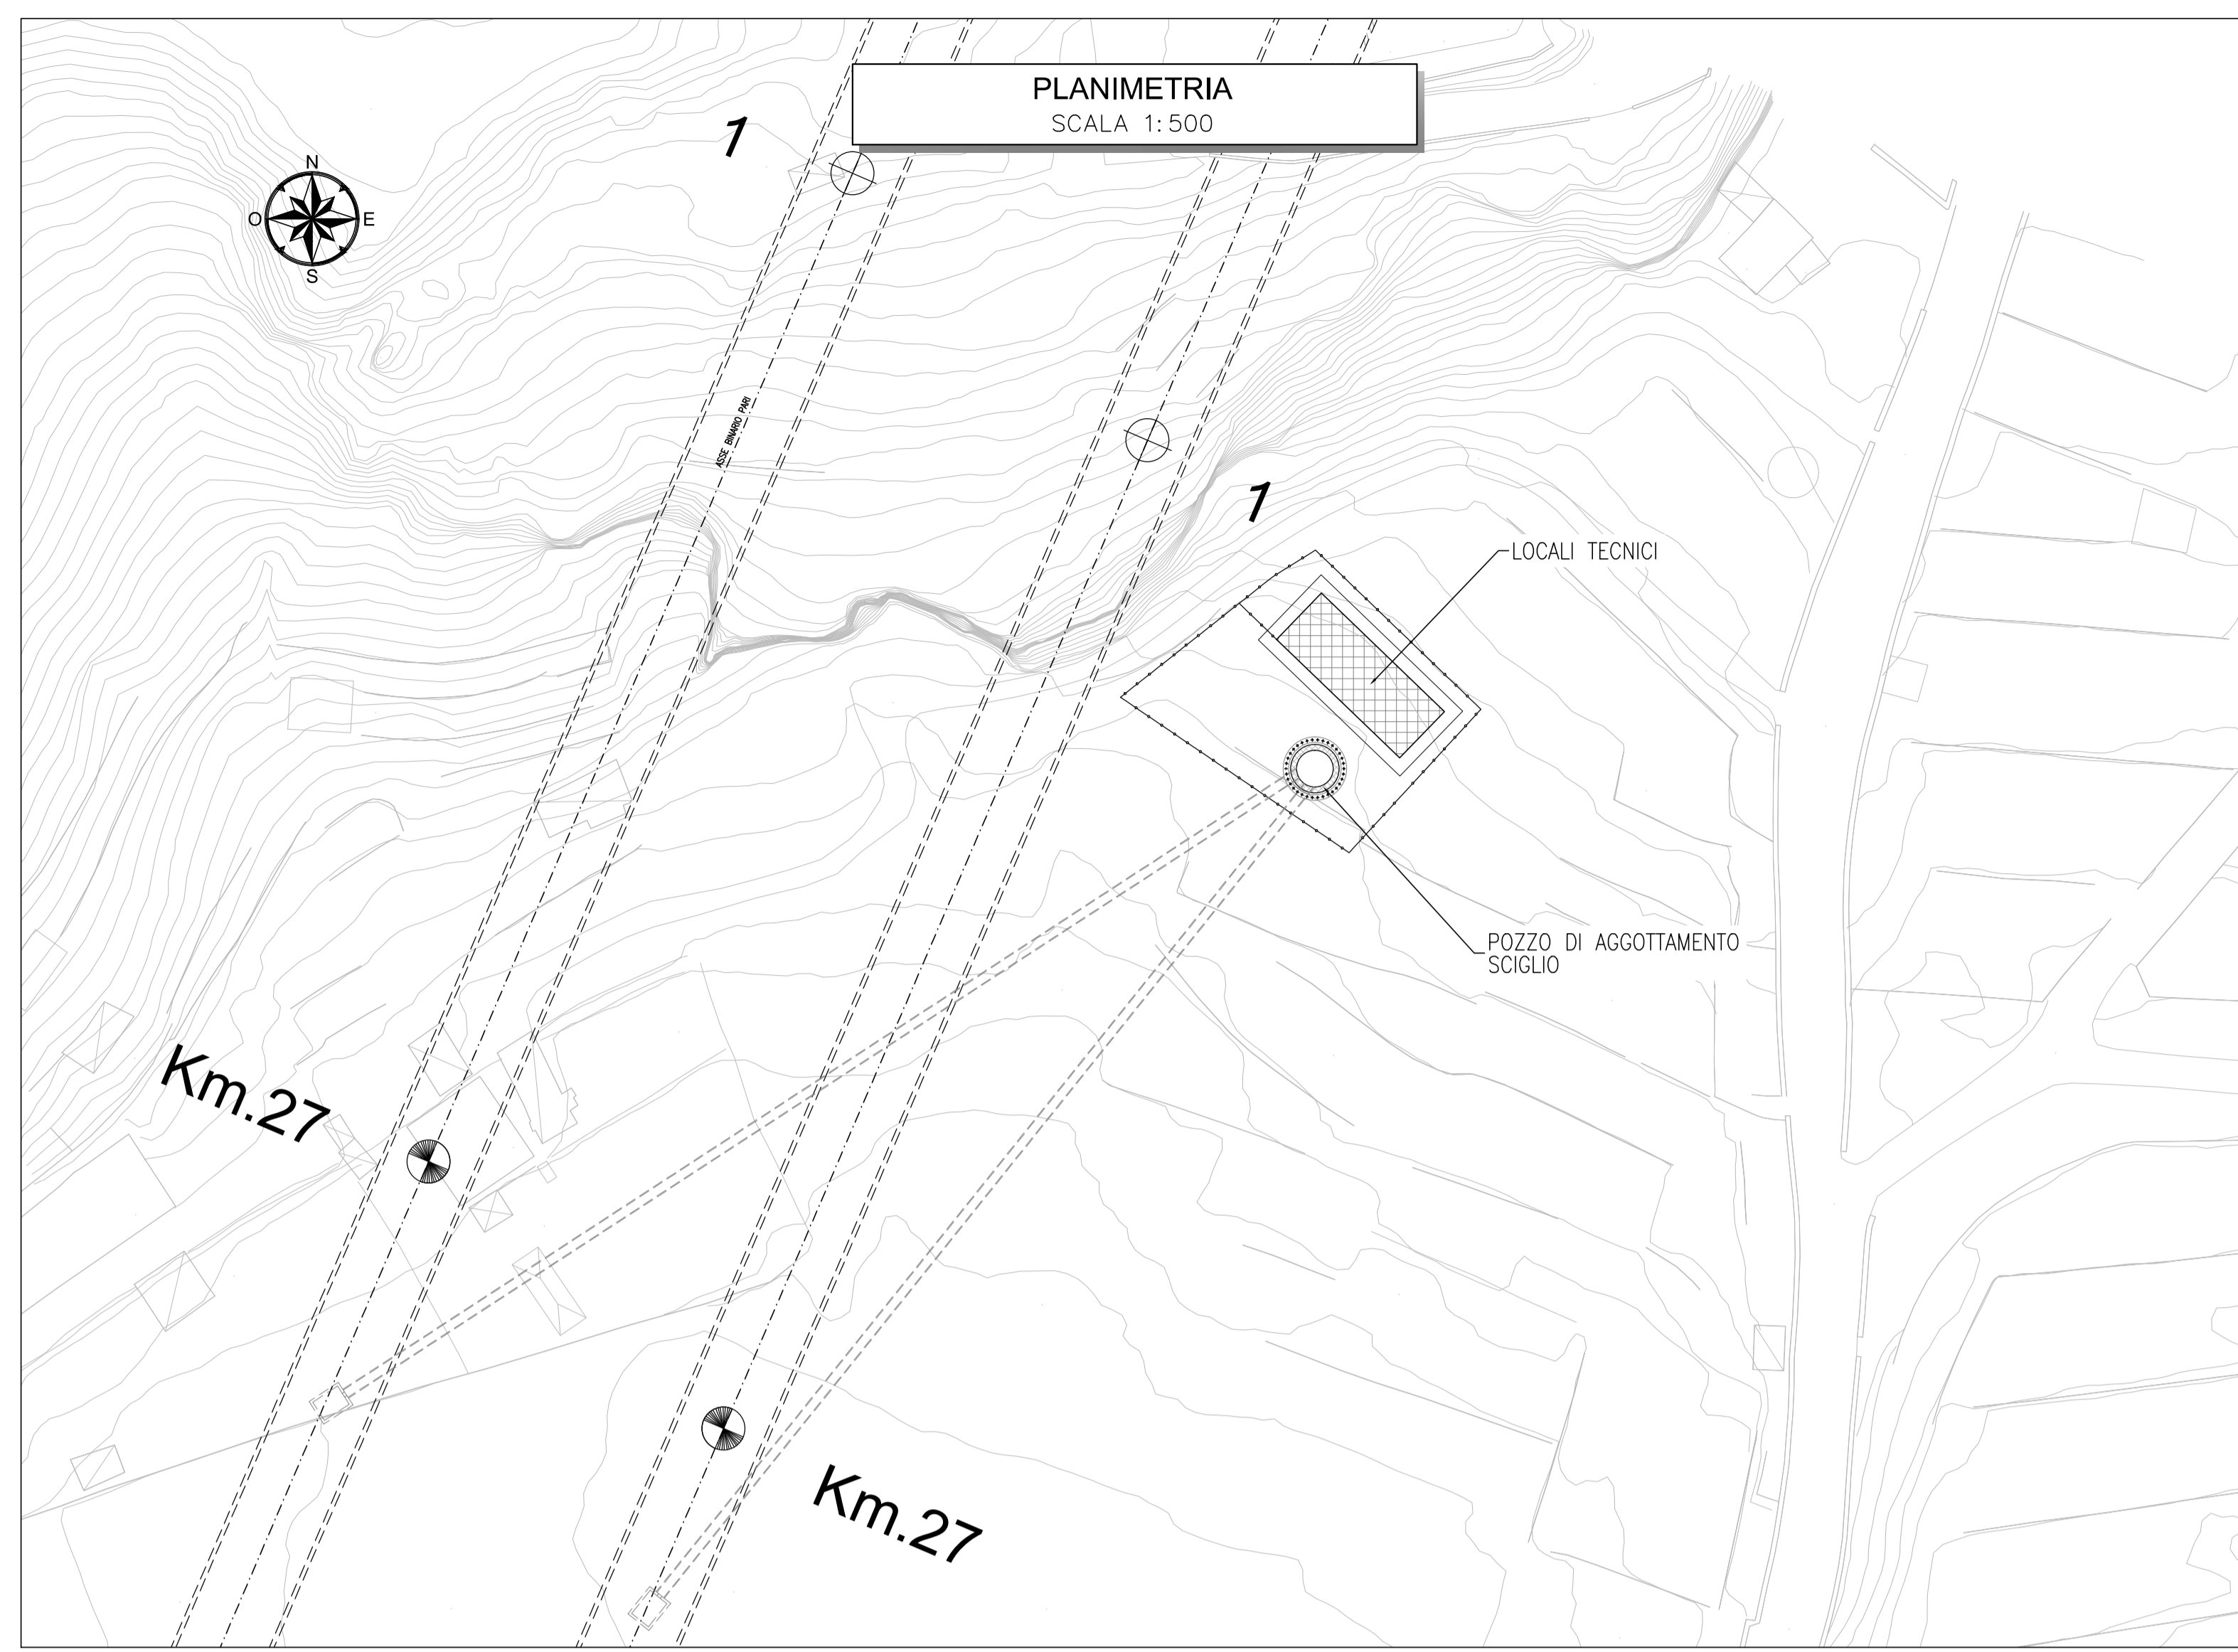 PLANIMETRIA
SCALA 1:500
1
N
O
E
S
ASSE BINARIO PARI
1
LOCALI TECNICI
POZZO DI AGGOTTAMENTO
SCIGLIO
Km.27
Km.27